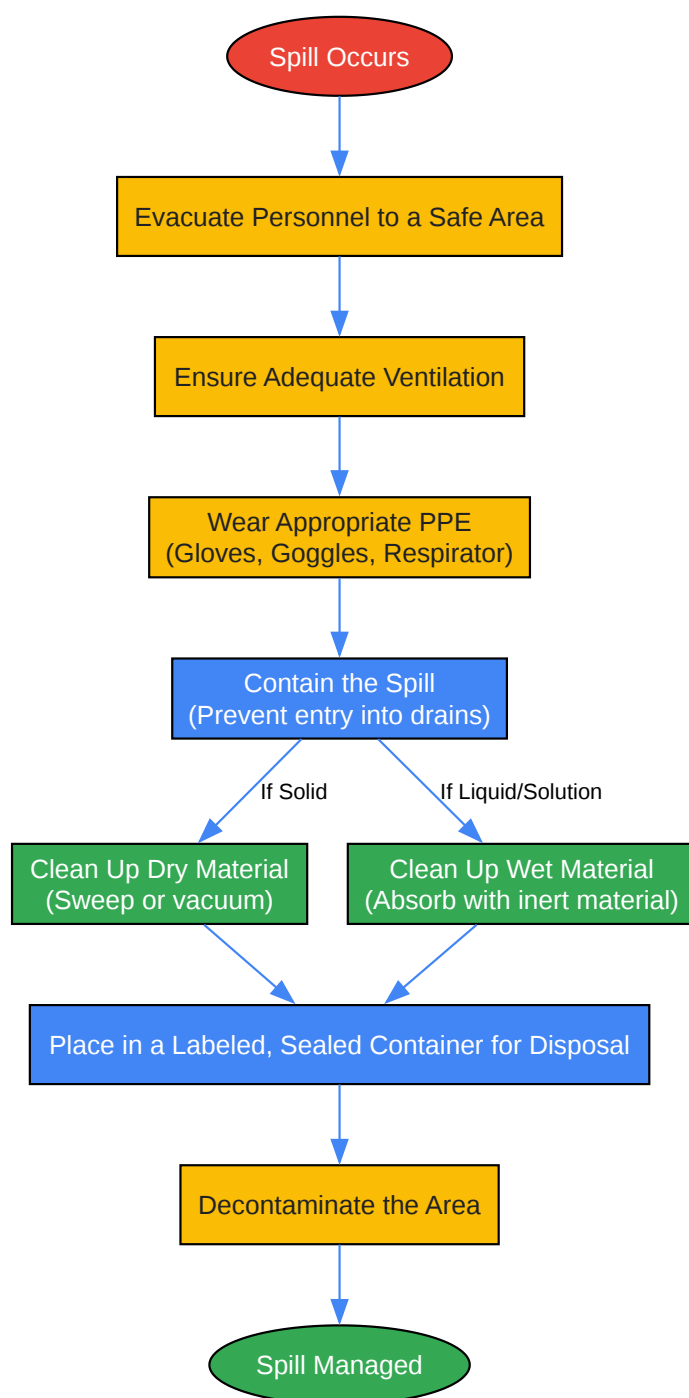 Spill Occurs
Evacuate Personnel to a Safe Area
Ensure Adequate Ventilation
Wear Appropriate PPE
(Gloves, Goggles, Respirator)
Contain the Spill
(Prevent entry into drains)
If Solid
If Liquid/Solution
Clean Up Dry Material
(Sweep or vacuum)
Clean Up Wet Material
(Absorb with inert material)
Place in a Labeled, Sealed Container for Disposal
Decontaminate the Area
Spill Managed